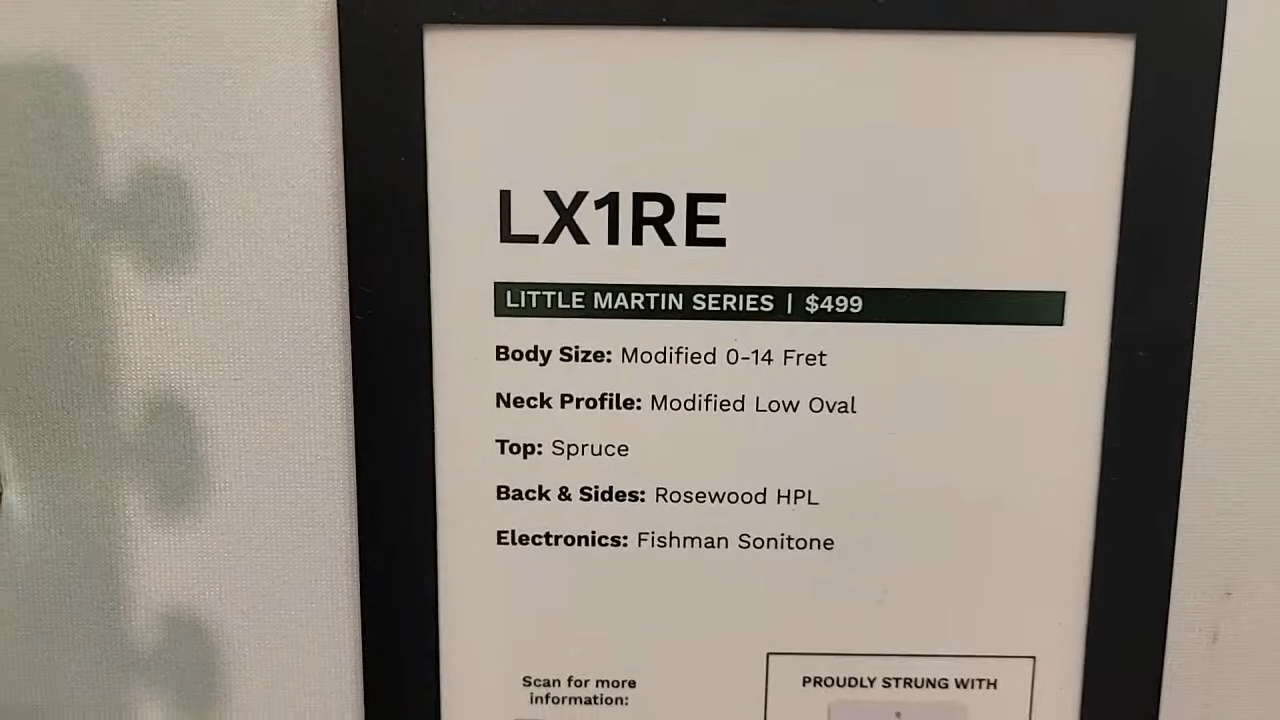 LX1RE
LITTLE MARTIN SERIES | $499
Body Size: Modified 0-14 Fret
Neck Profile: Modified Low Oval
Top: Spruce
Back & Sides: Rosewood HPL
Electronics: Fishman Sonitone
Scan for more
information:
PROUDLY STRUNG WITH